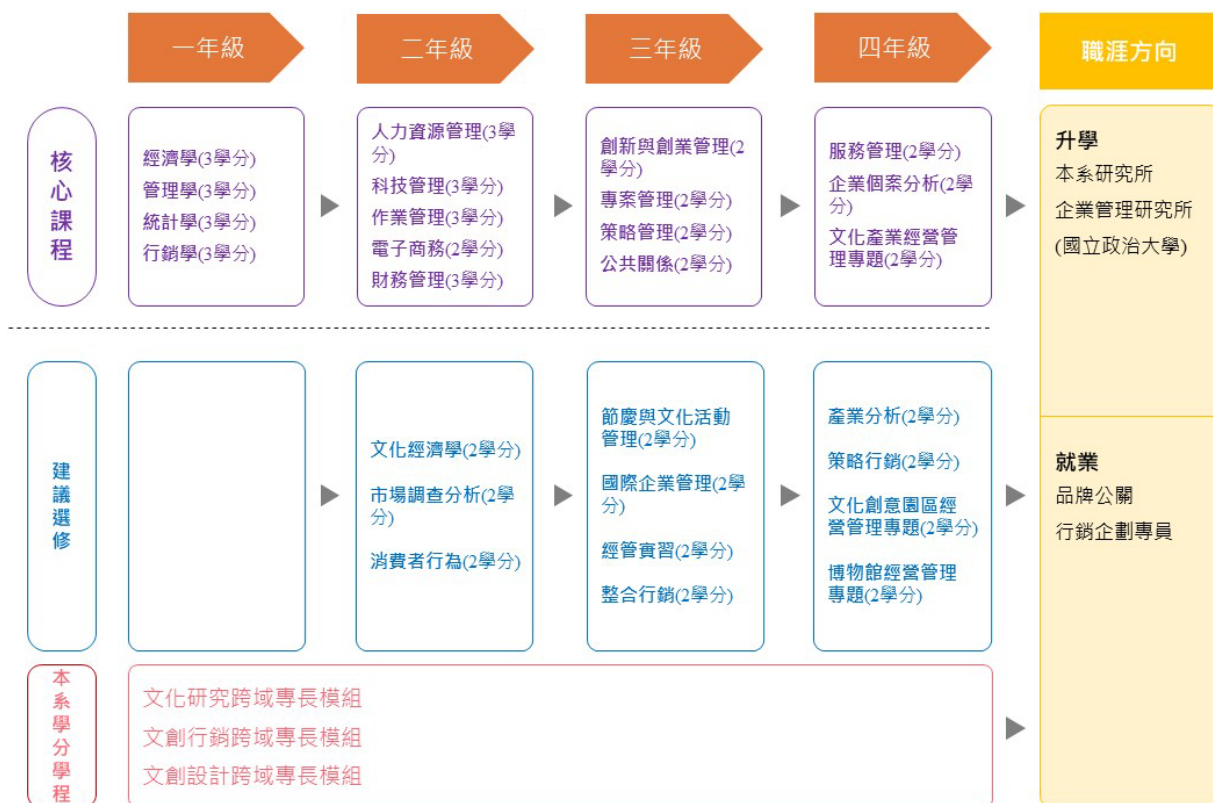 一年級
二年級
三年級
四年級
職涯方向
核
心
課
程
經濟學(3學分)
管理學(3學分)
統計學(3學分)
行銷學(3學分)
人力資源管理(3學
分)
科技管理(3學分)
作業管理(3學分)
電子商務(2學分)
財務管理(3學分)
創新與創業管理(2
學分)
專案管理(2學分)
策略管理(2學分)
公共關係(2學分)
服務管理(2學分)
企業個案分析(2學
分)
文化產業經營管
理專題(2學分)
升學
本系研究所
企業管理研究所
(國立政治大學)
建
議
選
修
文化經濟學(2學分)
市場調查分析(2學
分)
消費者行為(2學分)
節慶與文化活動
管理(2學分)
國際企業管理(2學
分)
經管實習(2學分)
整合行銷(2學分)
產業分析(2學分)
策略行銷(2學分)
文化創意園區經
營管理專題(2學分)
博物館經營管理
專題(2學分)
就業
品牌公關
行銷企劃專員
本
系
學
分
學
程
文化研究跨域專長模組
文創行銷跨域專長模組
文創設計跨域專長模組